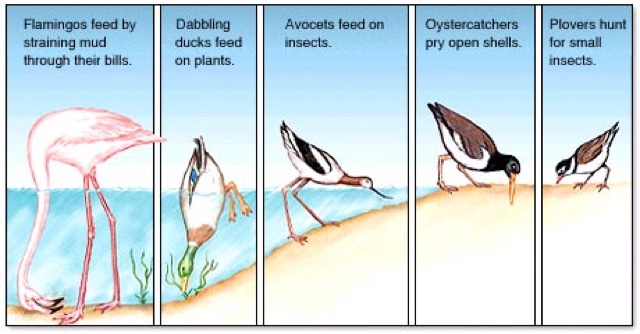 Flamingos feed by
straining mud
through their bills.
Dabbling
ducks feed
on plants.
Avocets feed on
insects.
Oystercatchers
pry open shells.
Plovers hunt
for small
insects.